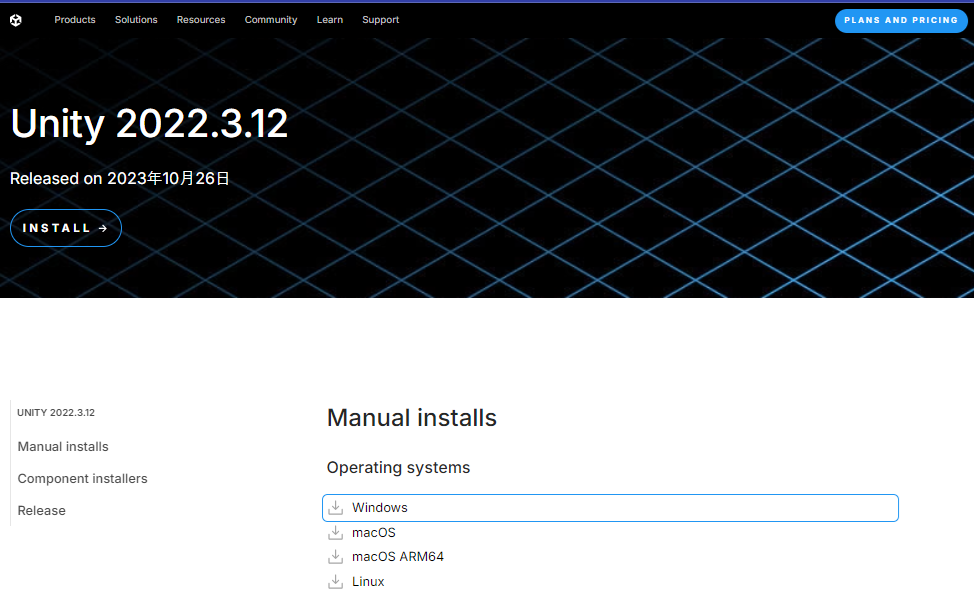 Products Solutions Resources Community Learn Support PLANS AND PRICING
Unity 2022.3.12
Released on 2023年10月26日
INSTALL →
UNITY 2022.3.12
Manual installs
Component installers
Release
Manual installs
Operating systems
Windows
macOS
macOS ARM64
Linux